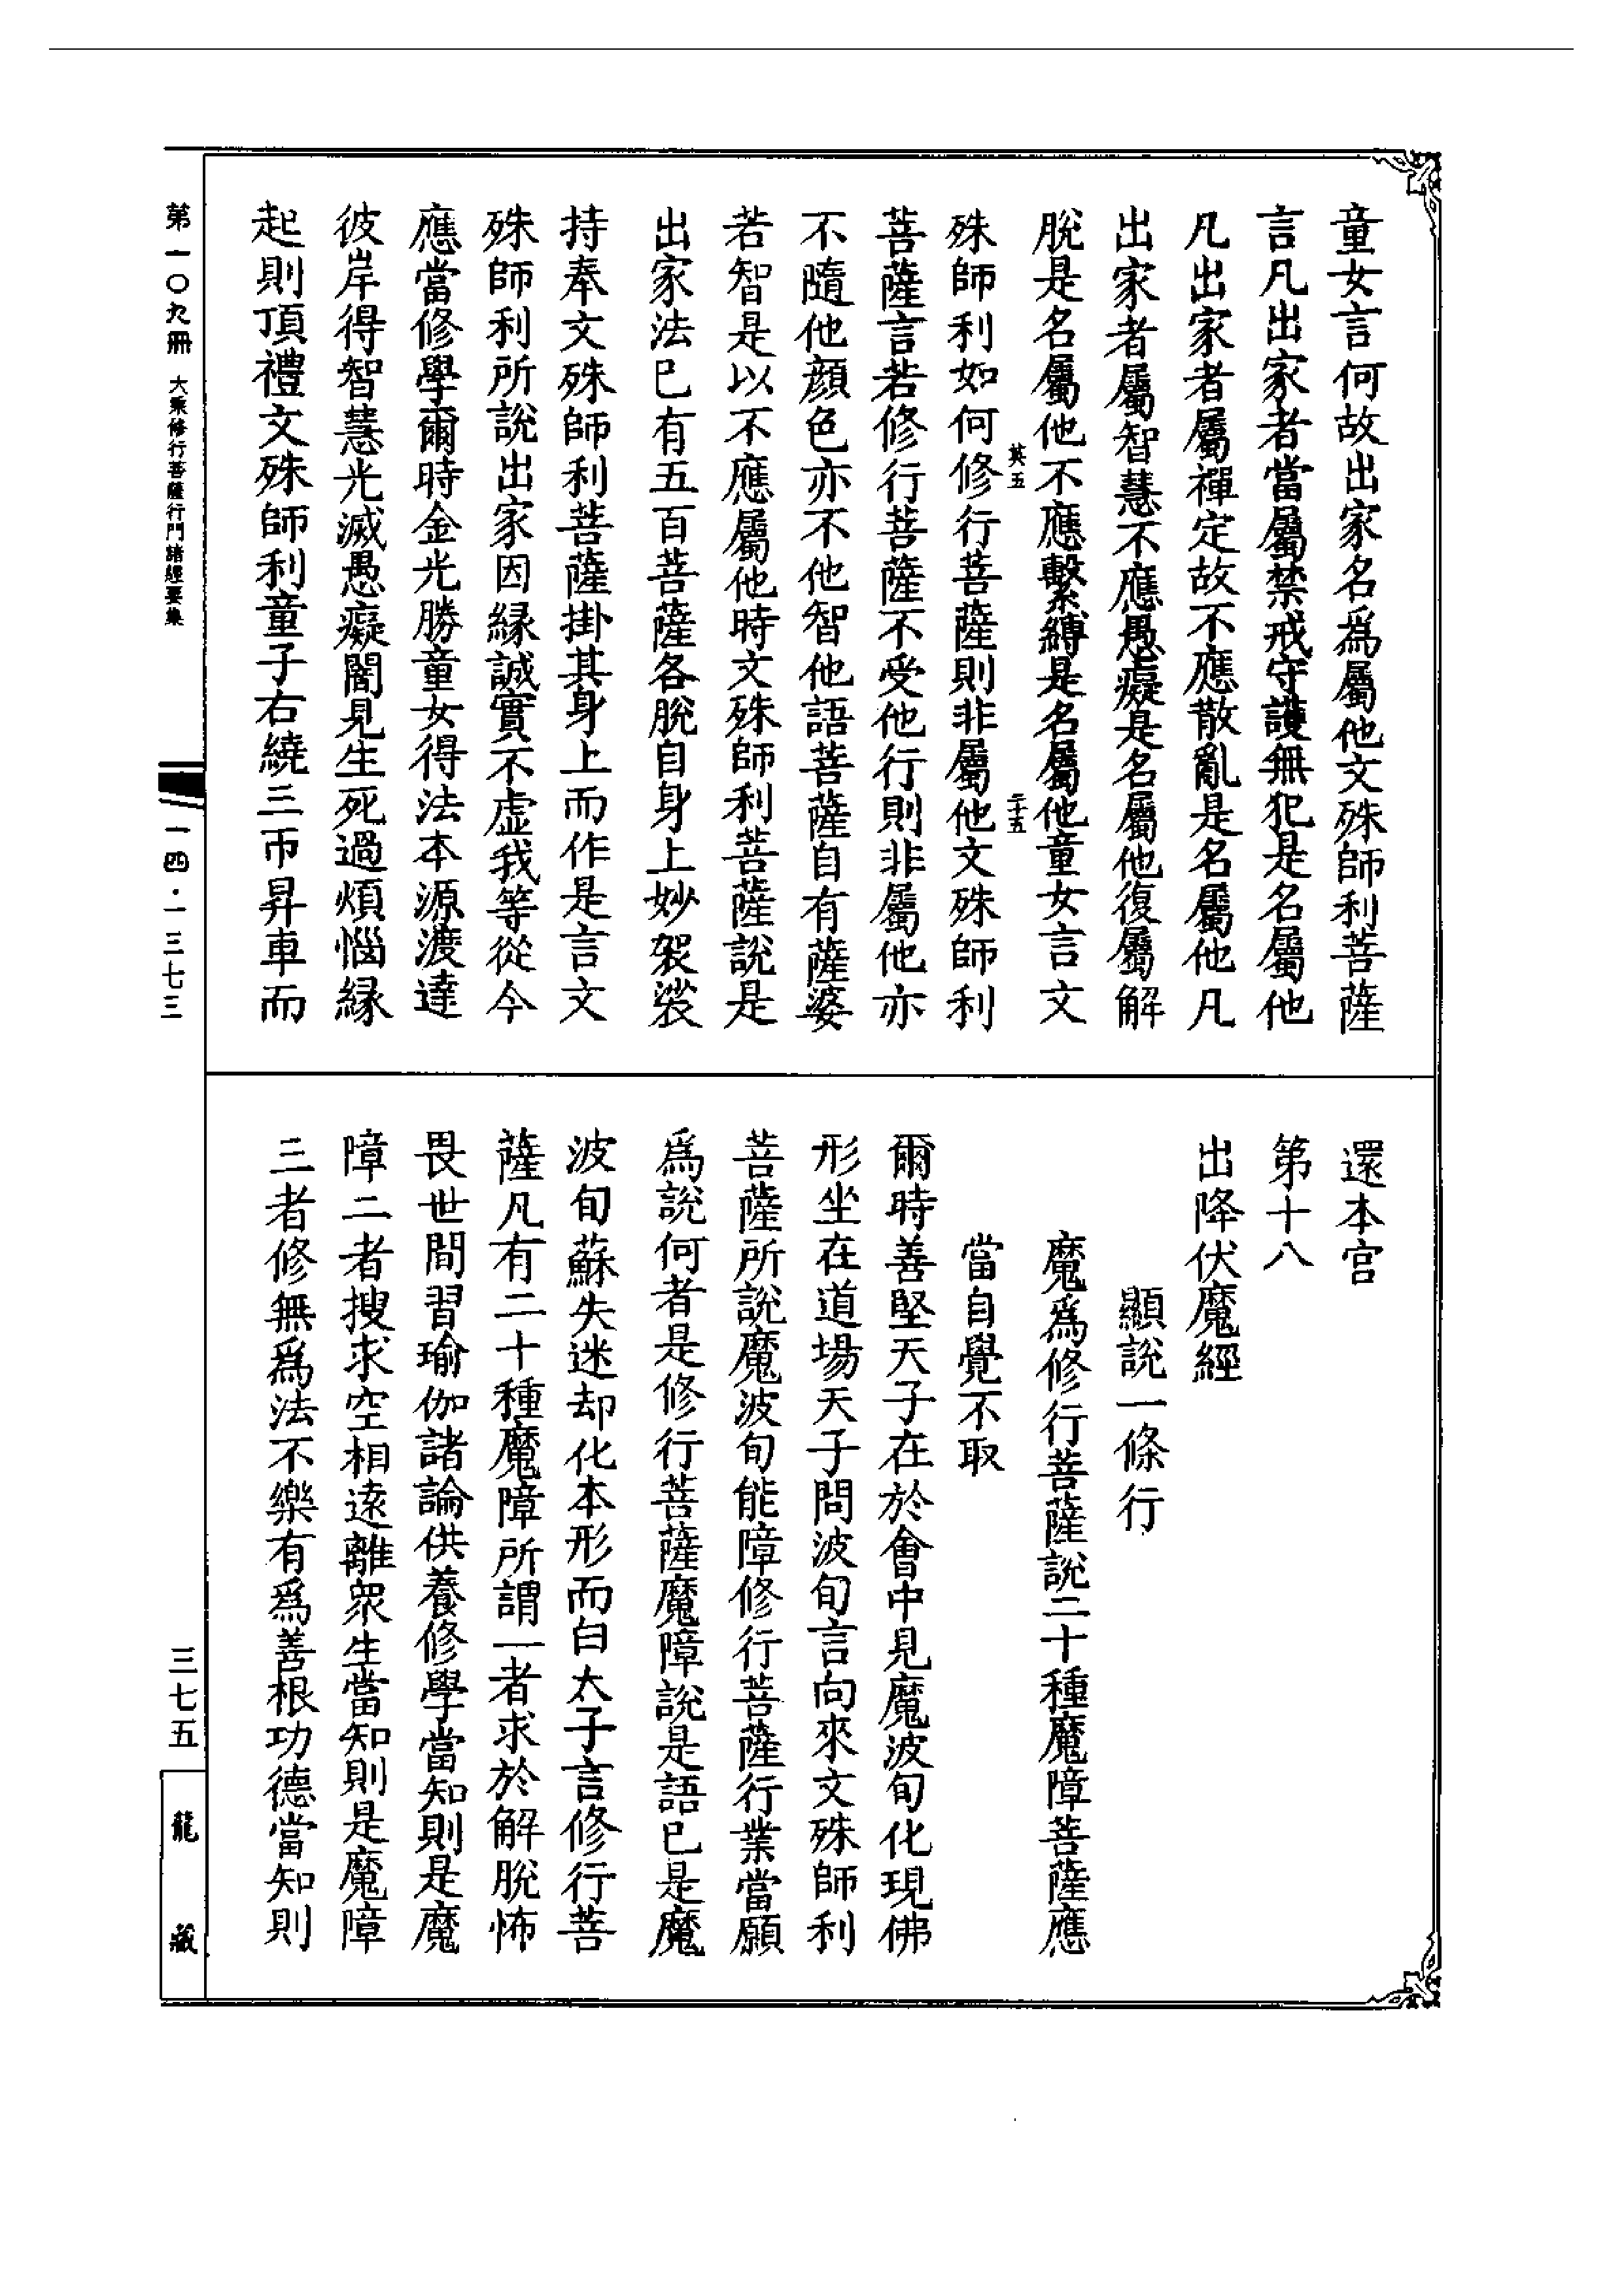 童女言何故出家名爲屬他文殊師利菩薩
言凡出家者當屬禁戒守護無犯是名屬他
凡出家者屬禪定故不應散亂是名屬他凡
出家者屬智慧不應愚癡是名屬他復屬解
脫是名屬他不應繫縛是名屬他童女言文
英五 二十五
殊師利如何修行菩薩則非屬他文殊師利
菩薩言若修行菩薩不受他行則非屬他亦
不隨他顔色亦不他智他語菩薩自有薩婆
若智是以不應屬他時文殊師利菩薩說是
出家法已有五百菩薩各脫自身上妙袈裟
持奉文殊師利菩薩掛其身上而作是言文
殊師利所說出家因緣誠實不虛我等從今
應當修學爾時金光勝童女得法本源渡達
彼岸得智慧光滅愚癡闇見生死過煩惱緣
起則頂禮文殊師利童子右繞三帀昇車而
還本宫
第十八
出降伏魔經
顯說一條行
魔爲修行菩薩說二十種魔障菩薩應
當自覺不取
爾時善堅天子在於會中見魔波旬化現佛
形坐在道場天子問波旬言向來文殊師利
菩薩所說魔波旬能障修行菩薩行業當願
爲說何者是修行菩薩魔障說是語已是魔
波旬蘇失迷却化本形而白太子言修行菩
薩凡有二十種魔障所謂一者求於解脫怖
畏世間習瑜伽諸論供養修學當知則是魔
障二者搜求空相遠離衆生當知則是魔障
三者修無爲法不樂有爲善根功德當知則
第一〇九冊 大乘修行菩薩行門諸經要集
一四·一三七三
三七五
龍藏